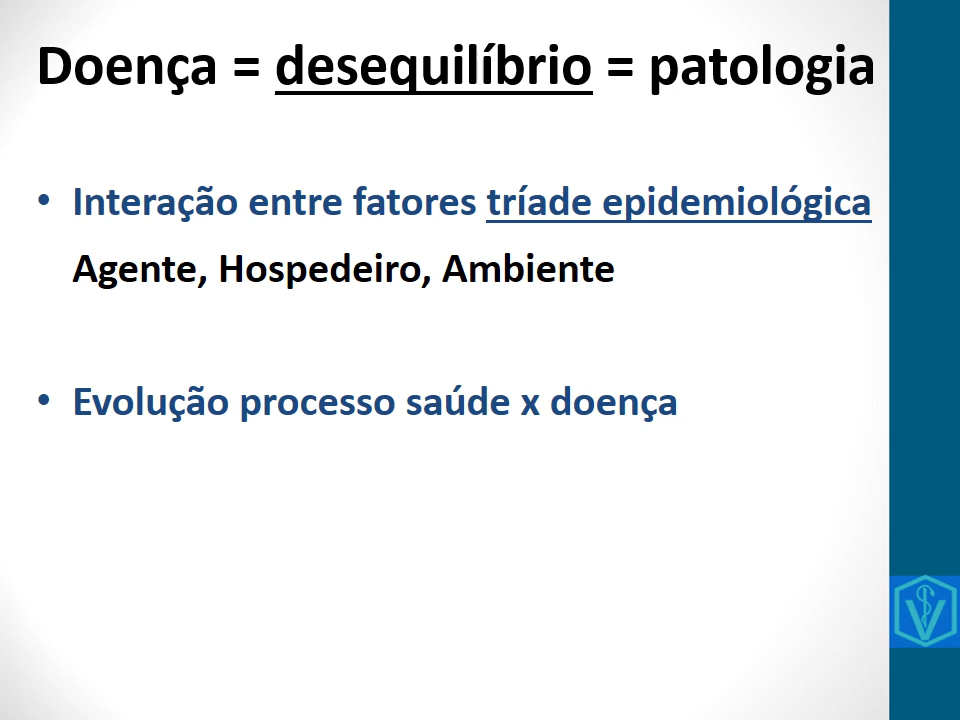 Doença = desequilíbrio = patologia
• Interação entre fatores tríade epidemiológica
Agente, Hospedeiro, Ambiente
• Evolução processo saúde x doença